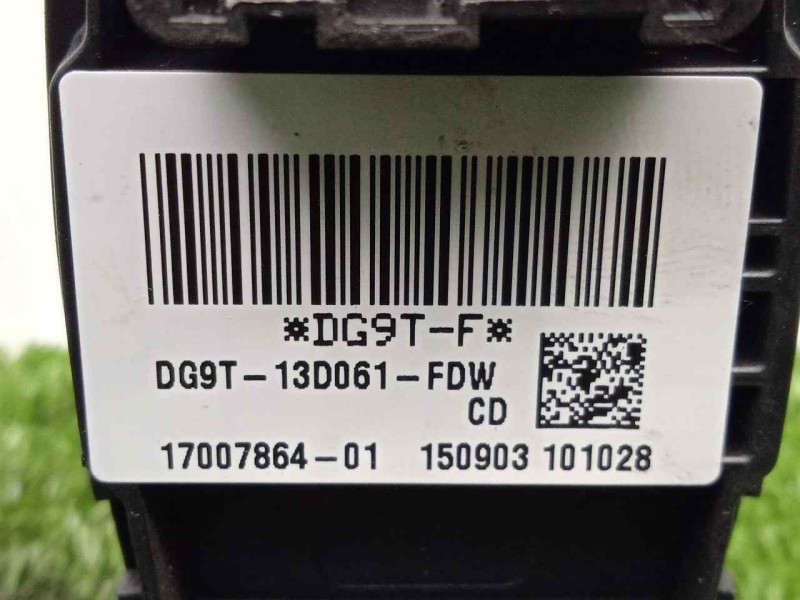 *DG9T-F*
DG9T-13D061-FDW
CD
17007864-01 150903 101028